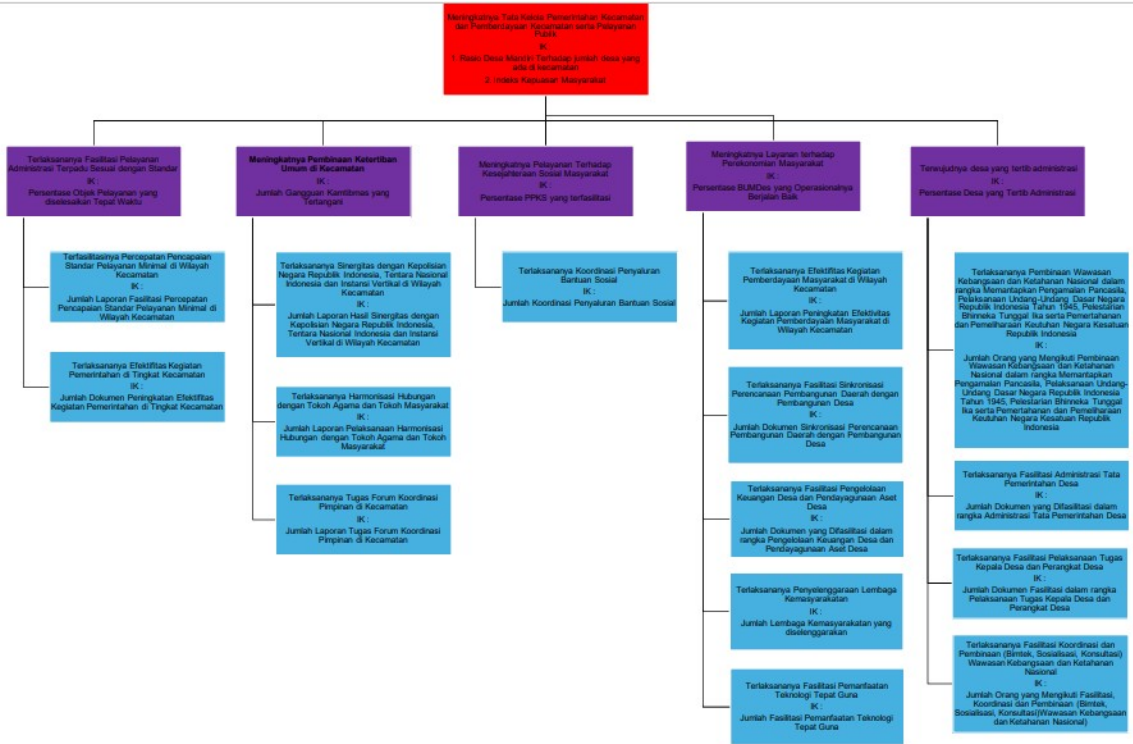 Meningkatnya Tata Kelola Pemerintahan Kecamatan
dan Pemberdayaan Kecamatan serta Pelayanan
Publik
IK :
1. Rasio Desa Mandiri Terhadap jumlah desa yang
ada di kecamatan
2. Indeks Kepuasan Masyarakat
Terlaksananya Fasilitasi Pelayanan
Administrasi Terpadu Sesuai dengan Standar
IK :
Persentase Objek Pelayanan yang
diselesaikan Tepat Waktu
Terfasilitasinya Percepatan Pencapaian
Standar Pelayanan Minimal di Wilayah
Kecamatan
IK :
Jumlah Laporan Fasilitasi Percepatan
Pencapaian Standar Pelayanan Minimal di
Wilayah Kecamatan
Terlaksananya Efektifitas Kegiatan
Pemerintahan di Tingkat Kecamatan
IK :
Jumlah Dokumen Peningkatan Efektifitas
Kegiatan Pemerintahan di Tingkat Kecamatan
Meningkatnya Pembinaan Ketertiban
Umum di Kecamatan
IK :
Jumlah Gangguan Kamtibmas yang
Tertangani
Terlaksananya Sinergitas dengan Kepolisian
Negara Republik Indonesia, Tentara Nasional
Indonesia dan Instansi Vertikal di Wilayah
Kecamatan
IK :
Jumlah Laporan Hasil Sinergitas dengan
Kepolisian Negara Republik Indonesia,
Tentara Nasional Indonesia dan Instansi
Vertikal di Wilayah Kecamatan
Terlaksananya Harmonisasi Hubungan
dengan Tokoh Agama dan Tokoh Masyarakat
IK :
Jumlah Laporan Pelaksanaan Harmonisasi
Hubungan dengan Tokoh Agama dan Tokoh
Masyarakat
Terlaksananya Tugas Forum Koordinasi
Pimpinan di Kecamatan
IK :
Jumlah Laporan Tugas Forum Koordinasi
Pimpinan di Kecamatan
Meningkatnya Pelayanan Terhadap
Kesejahteraan Sosial Masyarakat
IK :
Persentase PPKS yang terfasilitasi
Terlaksananya Koordinasi Penyaluran
Bantuan Sosial
IK :
Jumlah Koordinasi Penyaluran Bantuan Sosial
Meningkatnya Layanan terhadap
Perekonomian Masyarakat
IK :
Persentase BUMDes yang Operasionalnya
Berjalan Baik
Terlaksananya Efektifitas Kegiatan
Pemberdayaan Masyarakat di Wilayah
Kecamatan
IK :
Jumlah Laporan Peningkatan Efektivitas
Kegiatan Pemberdayaan Masyarakat di
Wilayah Kecamatan
Terlaksananya Fasilitasi Sinkronisasi
Perencanaan Pembangunan Daerah dengan
Pembangunan Desa
IK :
Jumlah Dokumen Sinkronisasi Perencanaan
Pembangunan Daerah dengan Pembangunan
Desa
Terlaksananya Fasilitasi Pengelolaan
Keuangan Desa dan Pendayagunaan Aset
Desa
IK :
Jumlah Dokumen yang Difasilitasi dalam
rangka Pengelolaan Keuangan Desa dan
Pendayagunaan Aset Desa
Terlaksananya Penyelenggaraan Lembaga
Kemasyarakatan
IK :
Jumlah Lembaga Kemasyarakatan yang
diselenggarakan
Terlaksananya Fasilitasi Pemanfaatan
Teknologi Tepat Guna
IK :
Jumlah Fasilitasi Pemanfaatan Teknologi
Tepat Guna
Terwujudnya desa yang tertib administrasi
IK :
Persentase Desa yang Tertib Administrasi
Terlaksananya Pembinaan Wawasan
Kebangsaan dan Ketahanan Nasional dalam
rangka Memantapkan Pengamalan Pancasila,
Pelaksanaan Undang-Undang Dasar Negara
Republik Indonesia Tahun 1945, Pelestarian
Bhinneka Tunggal Ika serta Pemertahanan
dan Pemeliharaan Keutuhan Negara Kesatuan
Republik Indonesia
IK :
Jumlah Orang yang Mengikuti Pembinaan
Wawasan Kebangsaan dan Ketahanan
Nasional dalam rangka Memantapkan
Pengamalan Pancasila, Pelaksanaan Undang-
Undang Dasar Negara Republik Indonesia
Tahun 1945, Pelestarian Bhinneka Tunggal
Ika serta Pemertahanan dan Pemeliharaan
Keutuhan Negara Kesatuan Republik
Indonesia
Terlaksananya Fasilitasi Administrasi Tata
Pemerintahan Desa
IK :
Jumlah Dokumen yang Difasilitasi dalam
rangka Administrasi Tata Pemerintahan Desa
Terlaksananya Fasilitasi Pelaksanaan Tugas
Kepala Desa dan Perangkat Desa
IK :
Jumlah Dokumen Fasilitasi dalam rangka
Pelaksanaan Tugas Kepala Desa dan
Perangkat Desa
Terlaksananya Fasilitasi Koordinasi dan
Pembinaan (Bimtek, Sosialisasi, Konsultasi)
Wawasan Kebangsaan dan Ketahanan
Nasional
IK :
Jumlah Orang yang Mengikuti Fasilitasi,
Koordinasi dan Pembinaan (Bimtek,
Sosialisasi, Konsultasi)Wawasan Kebangsaan
dan Ketahanan Nasional)